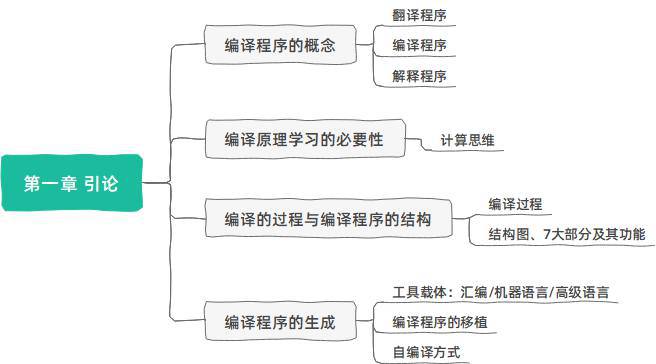 第一章 引论
编译程序的概念
翻译程序
编译程序
解释程序
编译原理学习的必要性
计算思维
编译的过程与编译程序的结构
编译过程
结构图、7大部分及其功能
编译程序的生成
工具载体：汇编/机器语言/高级语言
编译程序的移植
自编译方式